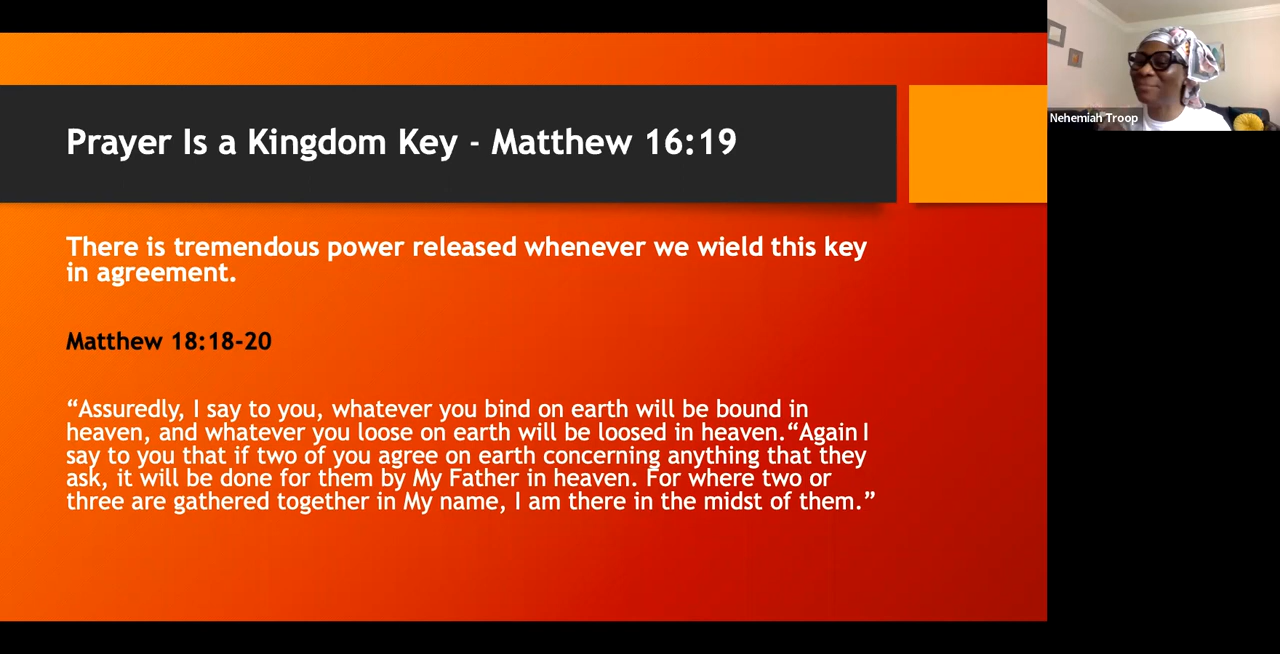 Prayer Is a Kingdom Key - Matthew 16:19
There is tremendous power released whenever we wield this key
in agreement.
Matthew 18:18-20
“Assuredly, I say to you, whatever you bind on earth will be bound in
heaven, and whatever you loose on earth will be loosed in heaven.“Again I
say to you that if two of you agree on earth concerning anything that they
ask, it will be done for them by My Father in heaven. For where two or
three are gathered together in My name, I am there in the midst of them.”
Nehemiah Troop